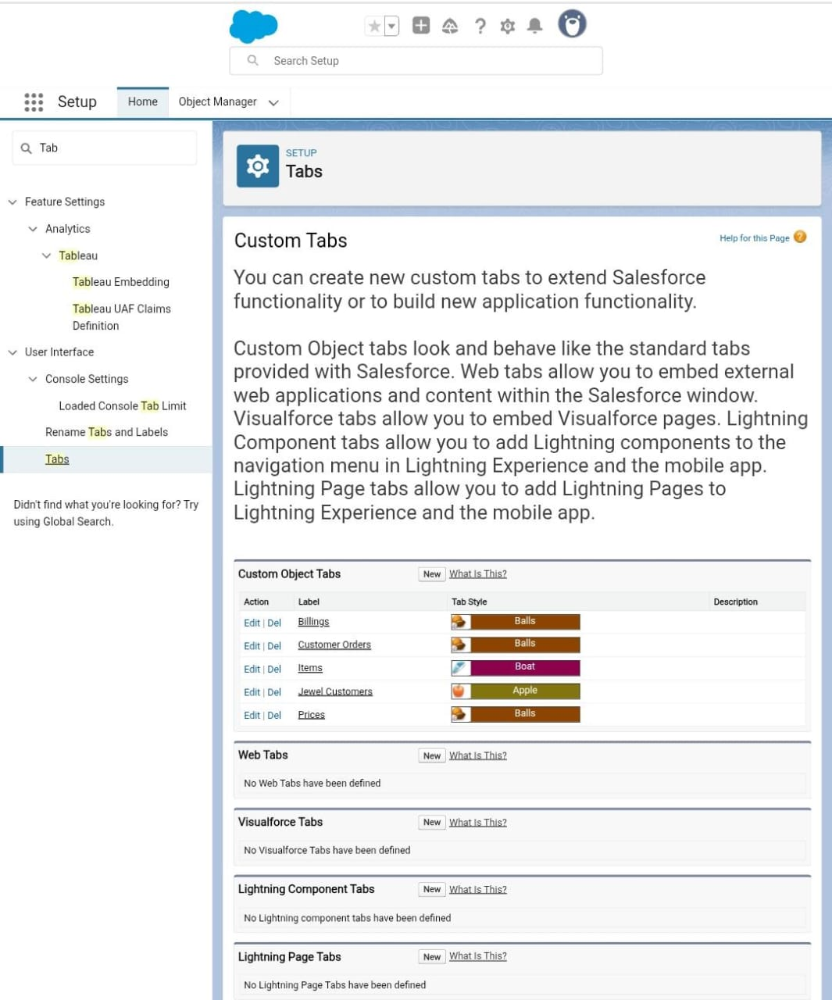 Search Setup
Setup
Home
Object Manager
Tab
Feature Settings
Analytics
Tableau
Tableau Embedding
Tableau UAF Claims
Definition
User Interface
Console Settings
Loaded Console Tab Limit
Rename Tabs and Labels
Tabs
Didn't find what you're looking for? Try
using Global Search.
SETUP
Tabs
Custom Tabs
Help for this Page ?
You can create new custom tabs to extend Salesforce
functionality or to build new application functionality.
Custom Object tabs look and behave like the standard tabs
provided with Salesforce. Web tabs allow you to embed external
web applications and content within the Salesforce window.
Visualforce tabs allow you to embed Visualforce pages. Lightning
Component tabs allow you to add Lightning components to the
navigation menu in Lightning Experience and the mobile app.
Lightning Page tabs allow you to add Lightning Pages to
Lightning Experience and the mobile app.
Custom Object Tabs New What Is This?
Action Label Tab Style Description
Edit | Del Billings Balls
Edit | Del Customer Orders Balls
Edit | Del Items Boat
Edit | Del Jewel Customers Apple
Edit | Del Prices Balls
Web Tabs New What Is This?
No Web Tabs have been defined
Visualforce Tabs New What Is This?
No Visualforce Tabs have been defined
Lightning Component Tabs New What Is This?
No Lightning component tabs have been defined
Lightning Page Tabs New What Is This?
No Lightning Page Tabs have been defined